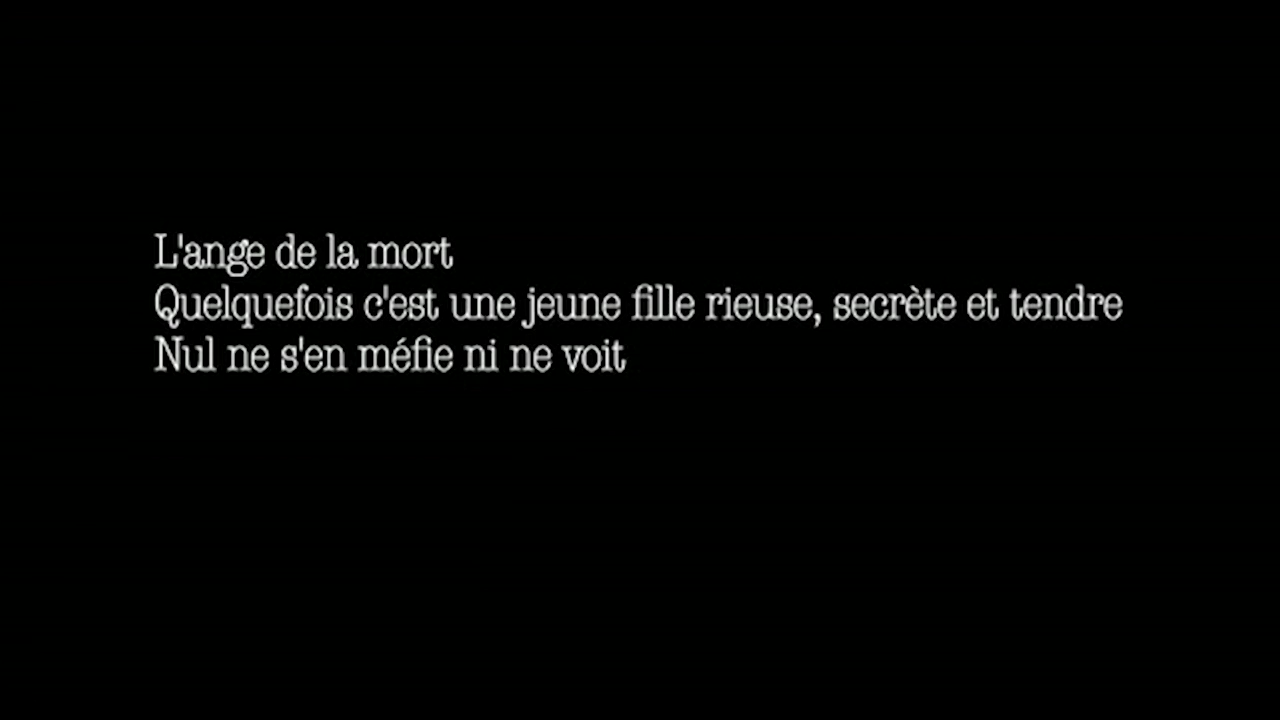 L'ange de la mort
Quelquefois c'est une jeune fille rieuse, secrète et tendre
Nul ne s'en méfie ni ne voit